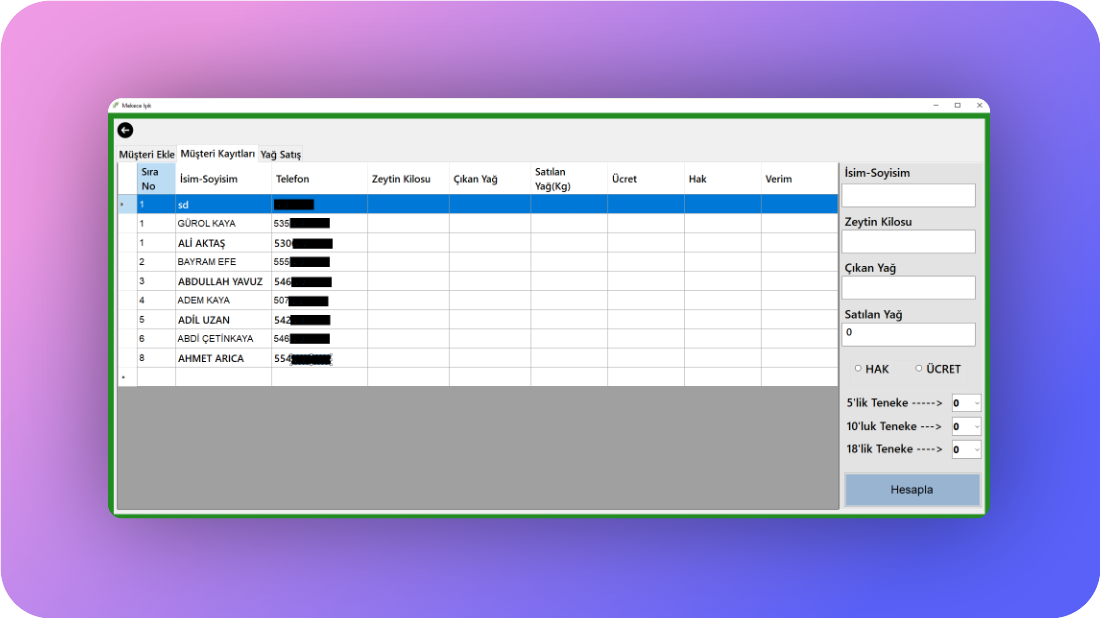 Mekece Işık
Müşteri Ekle Müşteri Kayıtları Yağ Satış
Sıra No İsim-Soyisim Telefon Zeytin Kilosu Çıkan Yağ Satılan Yağ(Kg) Ücret Hak Verim
1 sd
1 GÜROL KAYA 535
1 ALİ AKTAŞ 530
2 BAYRAM EFE 555
3 ABDULLAH YAVUZ 546
4 ADEM KAYA 507
5 ADİL UZAN 542
6 ABDİ ÇETİNKAYA 546
8 AHMET ARICA 554
İsim-Soyisim
Zeytin Kilosu
Çıkan Yağ
Satılan Yağ
0
HAK ÜCRET
5'lik Teneke -----> 0
10'luk Teneke ---> 0
18'lik Teneke ----> 0
Hesapla